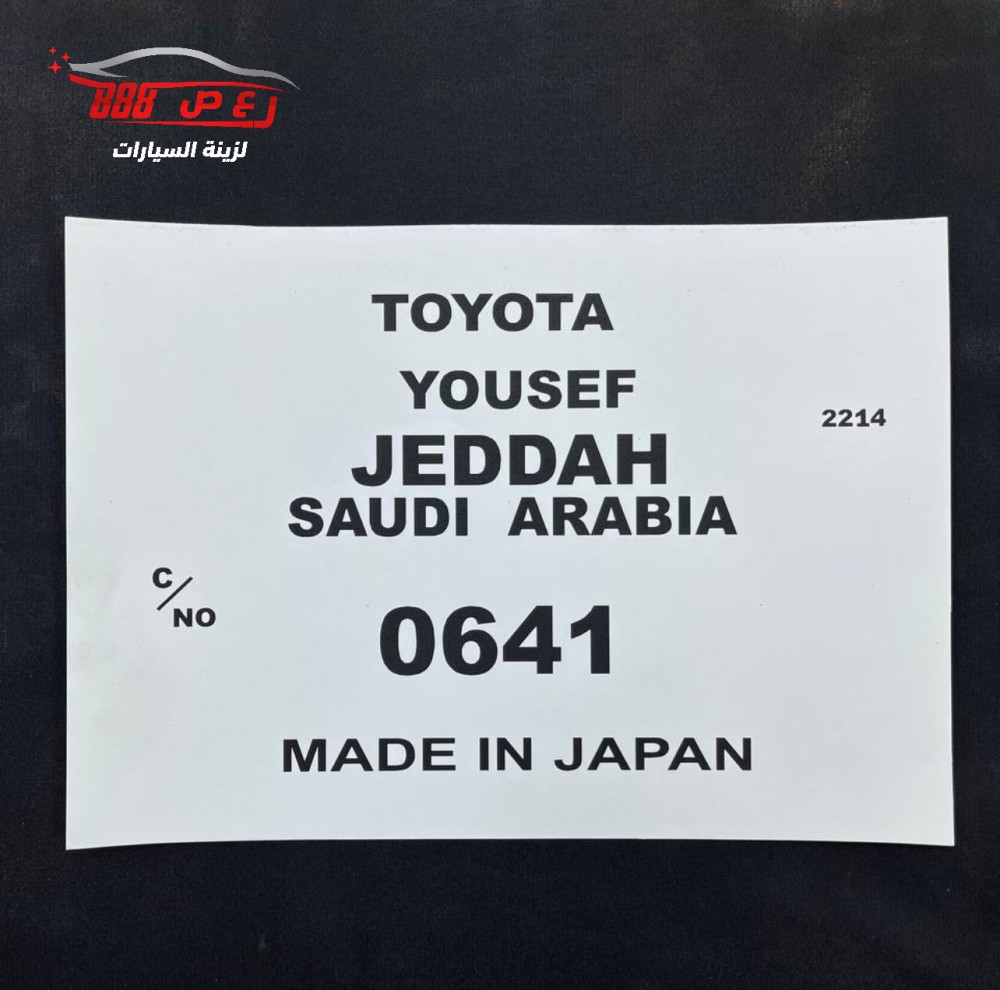 ر ع ص 888
لزينة السيارات
TOYOTA
YOUSEF
2214
JEDDAH
SAUDI ARABIA
C/NO
0641
MADE IN JAPAN